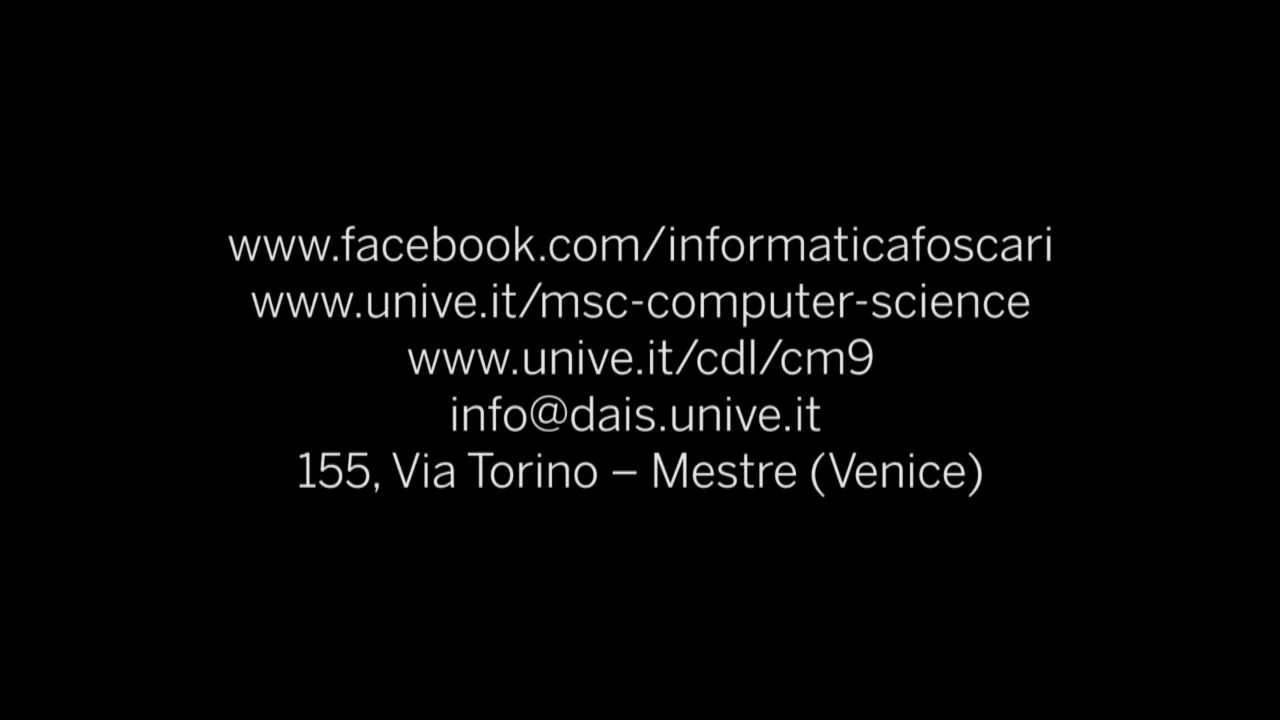 www.facebook.com/informaticafoscari
www.unive.it/msc-computer-science
www.unive.it/cdl/cm9
info@dais.unive.it
155, Via Torino – Mestre (Venice)